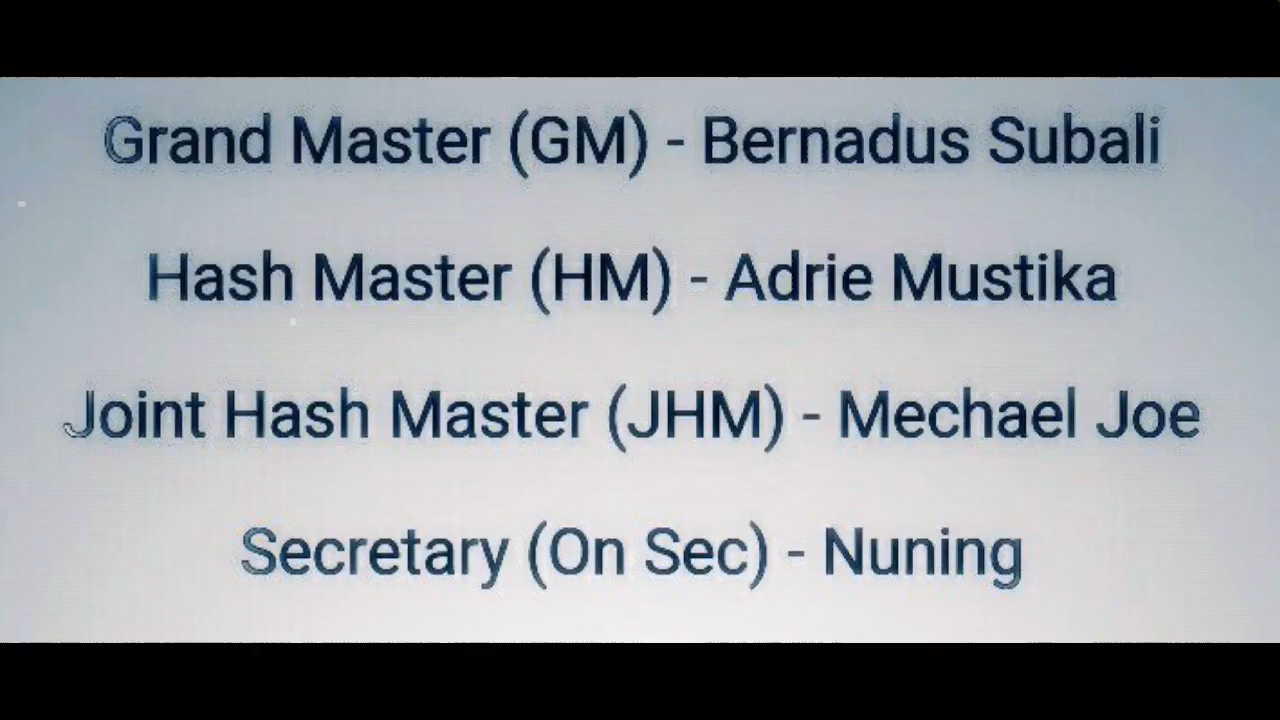 Grand Master (GM) - Bernadus Subali
Hash Master (HM) - Adrie Mustika
Joint Hash Master (JHM) - Mechael Joe
Secretary (On Sec) - Nuning